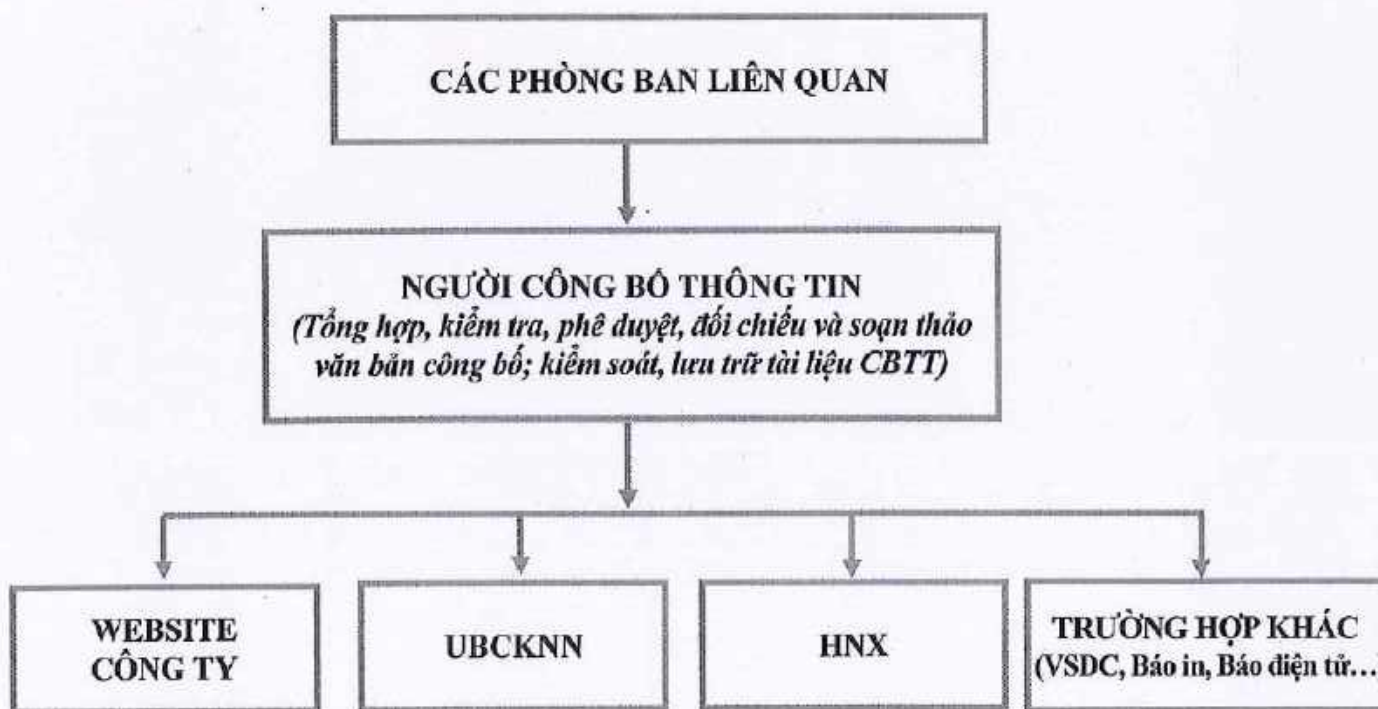 CÁC PHÒNG BAN LIÊN QUAN
NGƯỜI CÔNG BỐ THÔNG TIN
(Tổng hợp, kiểm tra, phê duyệt, đối chiếu và soạn thảo
văn bản công bố; kiểm soát, lưu trữ tài liệu CBTT)
WEBSITE
CÔNG TY
UBCKNN
HNX
TRƯỜNG HỢP KHÁC
(VSDC, Báo in, Báo điện tử...